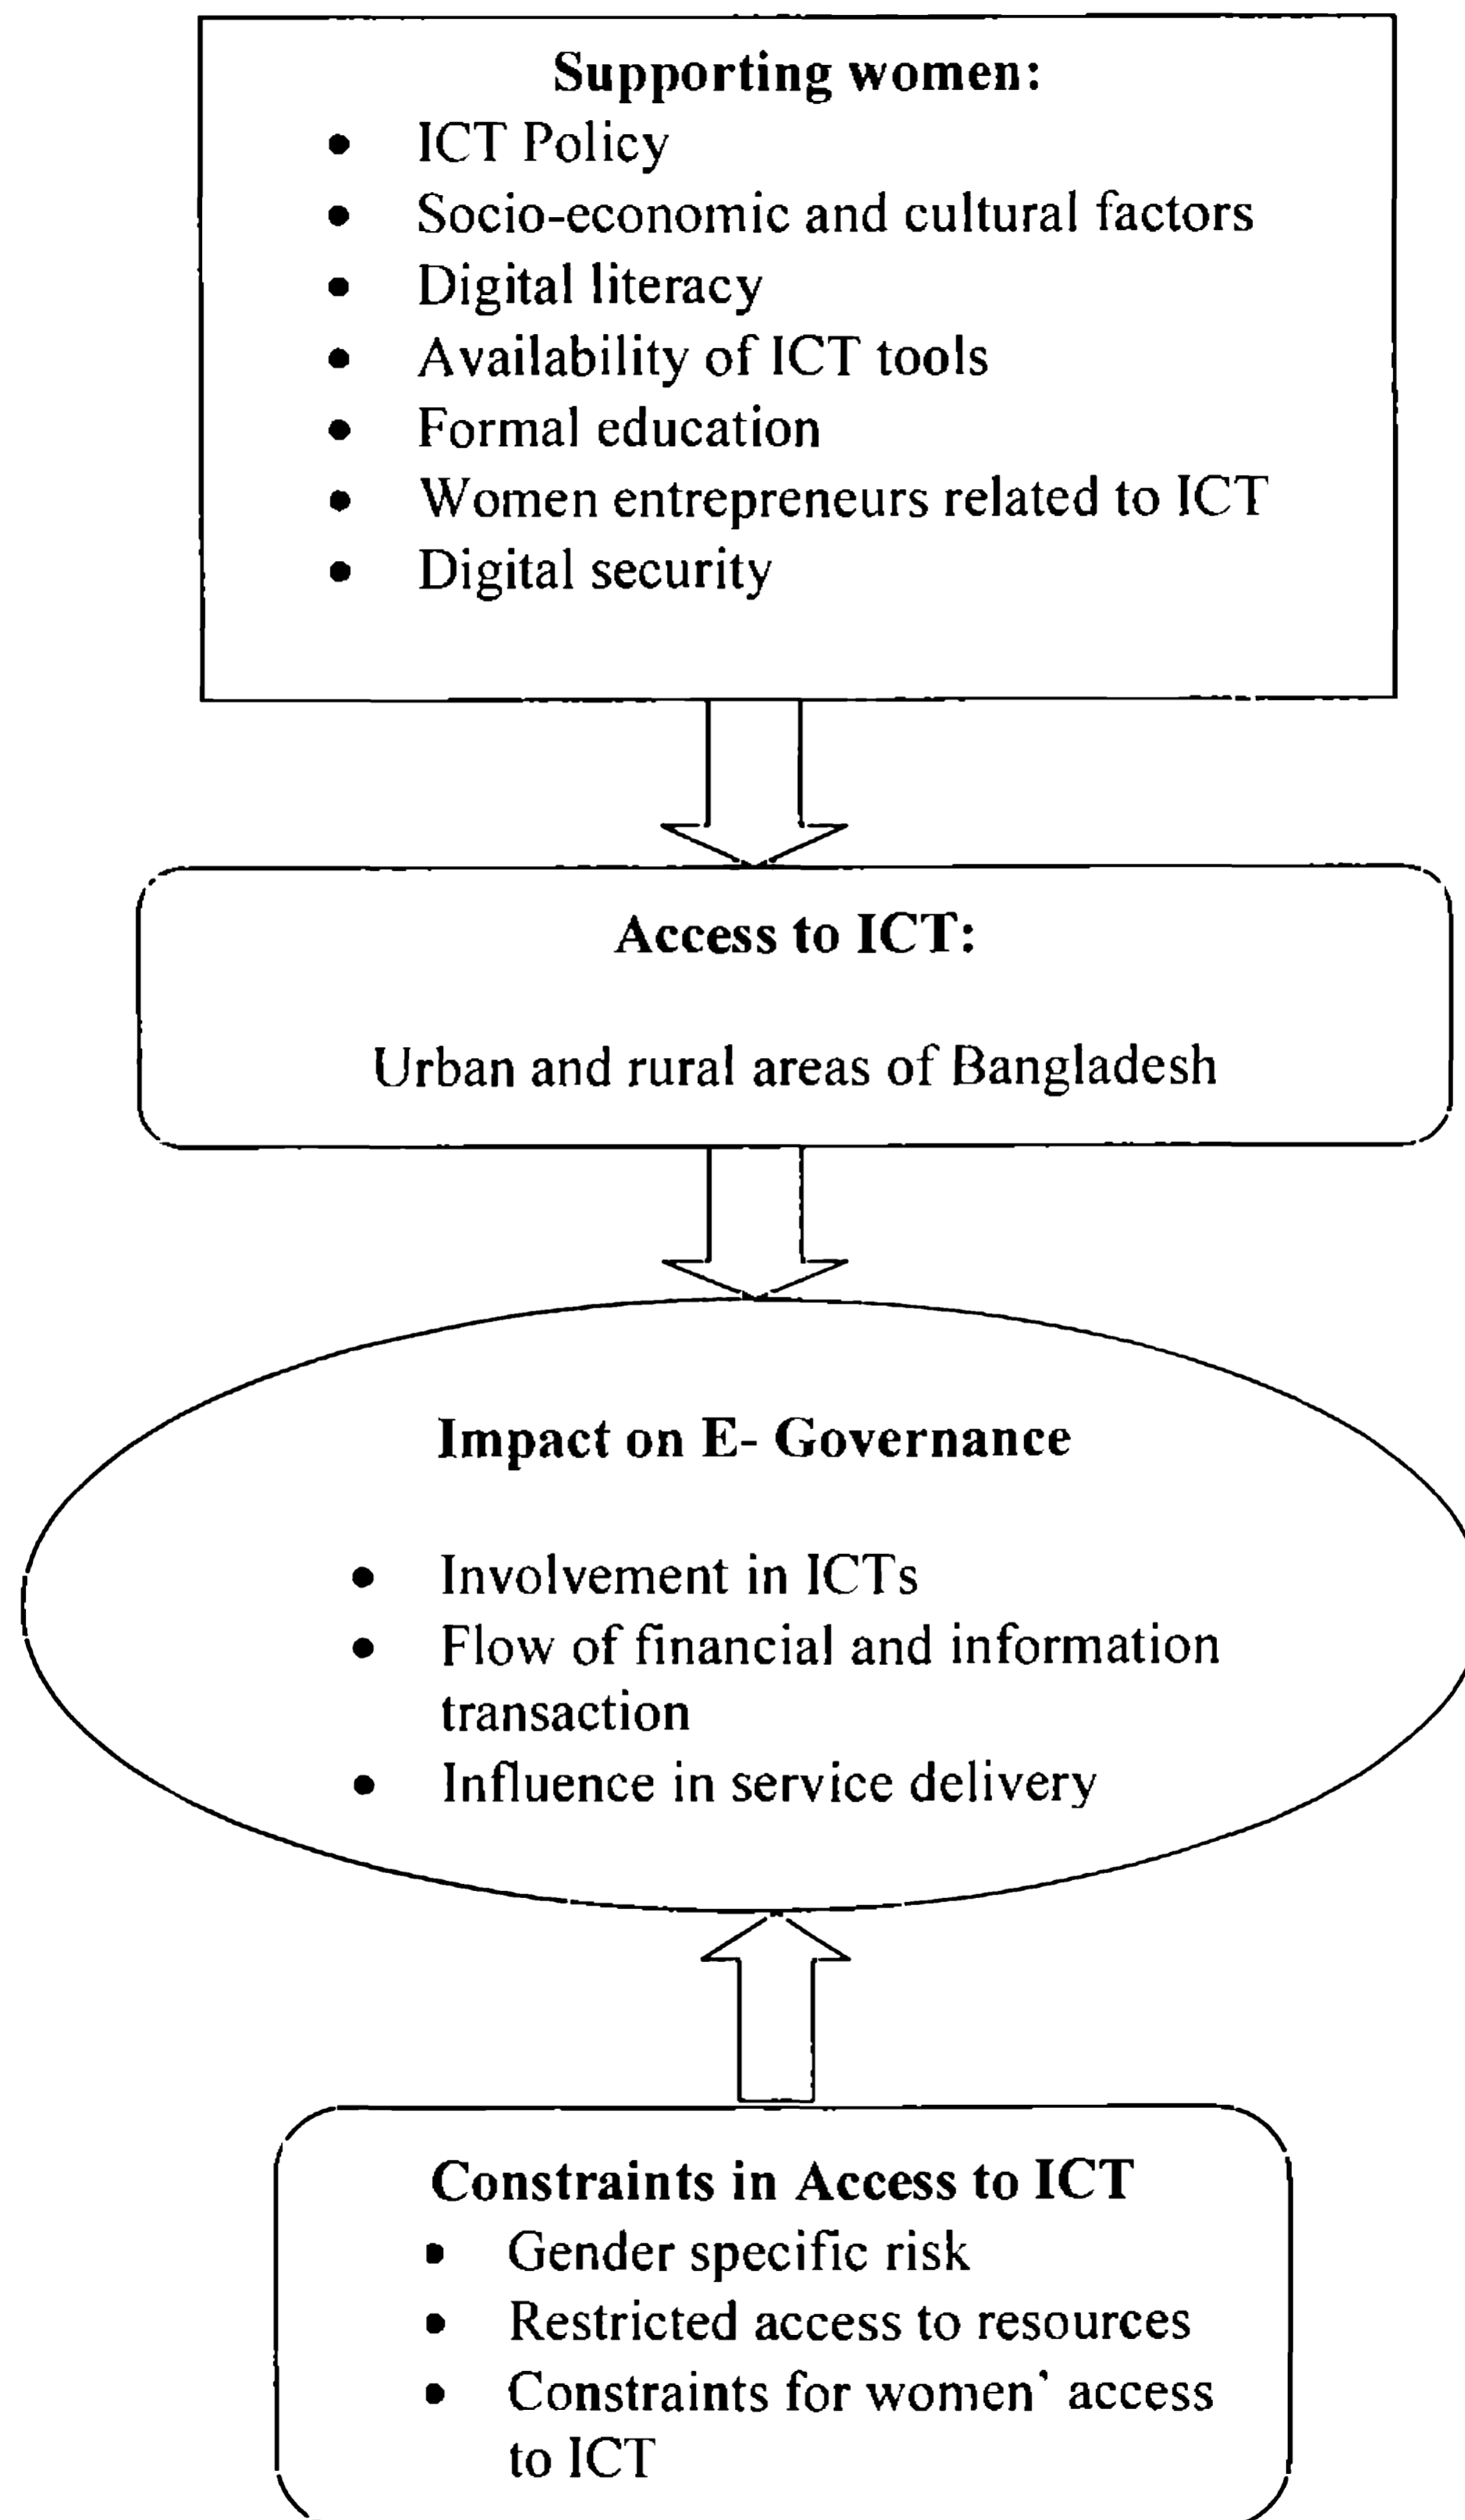 Supporting women:
• ICT Policy
• Socio-economic and cultural factors
• Digital literacy
• Availability of ICT tools
• Formal education
• Women entrepreneurs related to ICT
• Digital security
Access to ICT:
Urban and rural areas of Bangladesh
Impact on E- Governance
• Involvement in ICTs
• Flow of financial and information
transaction
• Influence in service delivery
Constraints in Access to ICT
• Gender specific risk
• Restricted access to resources
• Constraints for women' access
to ICT